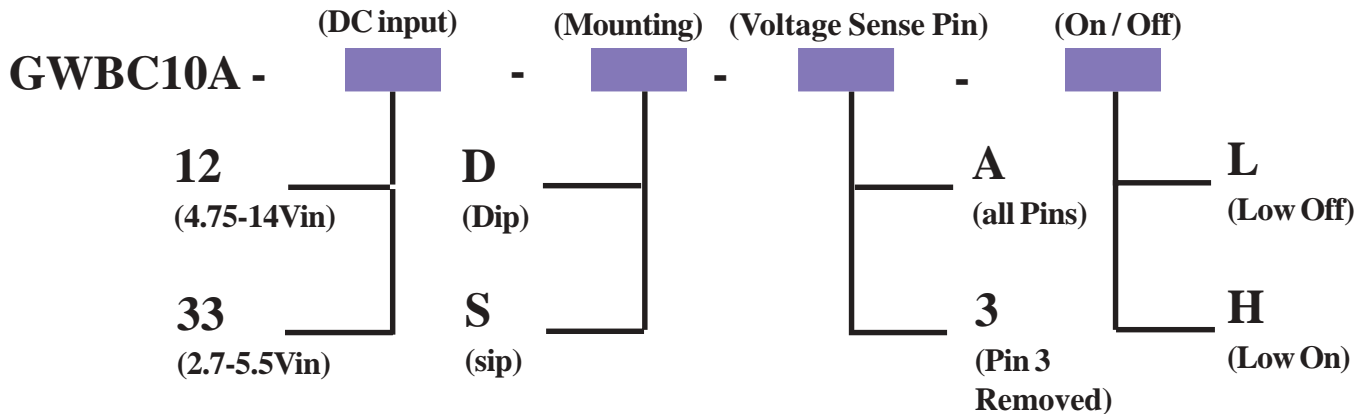 (DC input) (Mounting) (Voltage Sense Pin) (On / Off)
GWBC10A - - - -
12 D A L
(4.75-14Vin) (Dip) (all Pins) (Low Off)
33 S 3 H
(2.7-5.5Vin) (sip) (Pin 3 (Low On)
Removed)